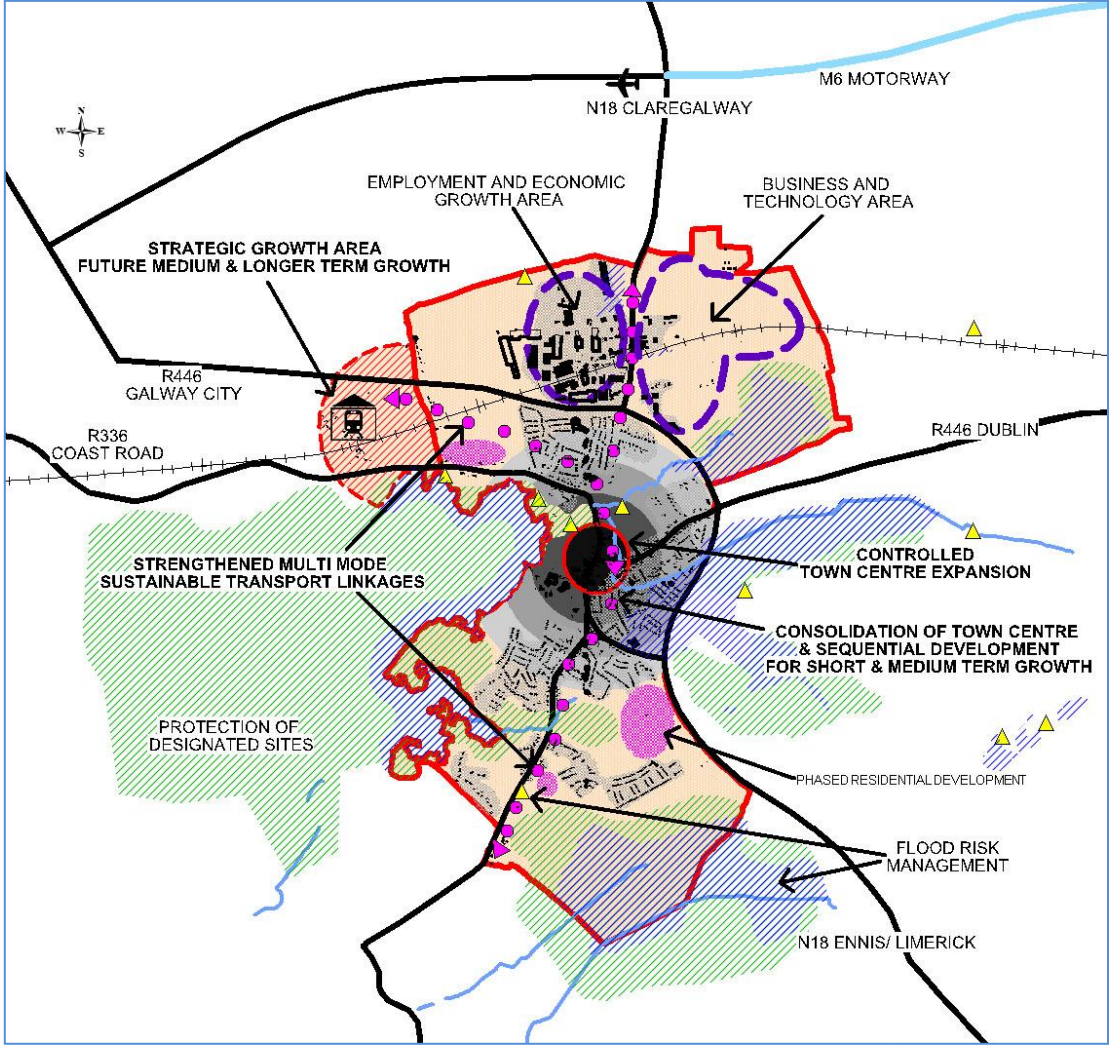 M6 MOTORWAY
N18 CLAREGALWAY
N
W E
S
EMPLOYMENT AND ECONOMIC
GROWTH AREA
BUSINESS AND
TECHNOLOGY AREA
STRATEGIC GROWTH AREA
FUTURE MEDIUM & LONGER TERM GROWTH
R446
GALWAY CITY
R336
COAST ROAD
R446 DUBLIN
STRENGTHENED MULTI MODE
SUSTAINABLE TRANSPORT LINKAGES
CONTROLLED
TOWN CENTRE EXPANSION
CONSOLIDATION OF TOWN CENTRE
& SEQUENTIAL DEVELOPMENT
FOR SHORT & MEDIUM TERM GROWTH
PROTECTION OF
DESIGNATED SITES
PHASED RESIDENTIAL DEVELOPMENT
FLOOD RISK
MANAGEMENT
N18 ENNIS/ LIMERICK